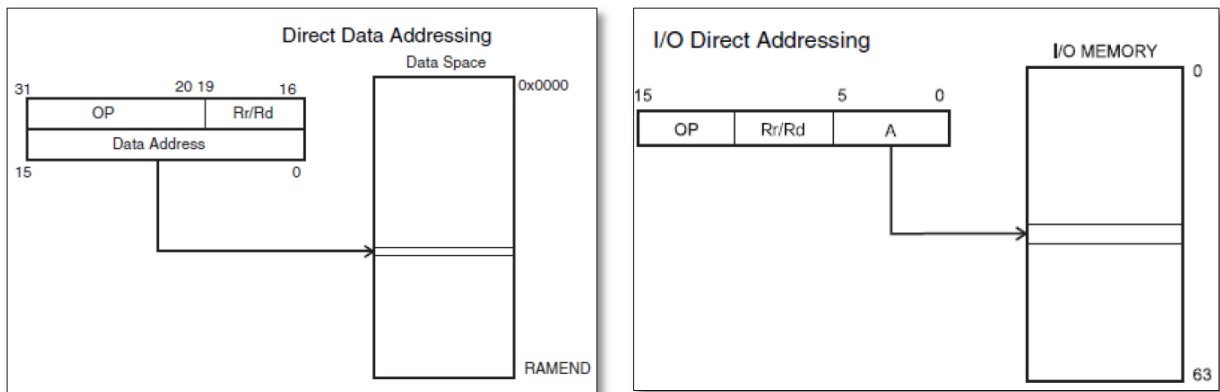 Direct Data Addressing
Data Space
31 20 19 16
0x0000
OP Rr/Rd
Data Address
15 0
RAMEND
I/O Direct Addressing
I/O MEMORY
0
15 5 0
OP Rr/Rd A
63